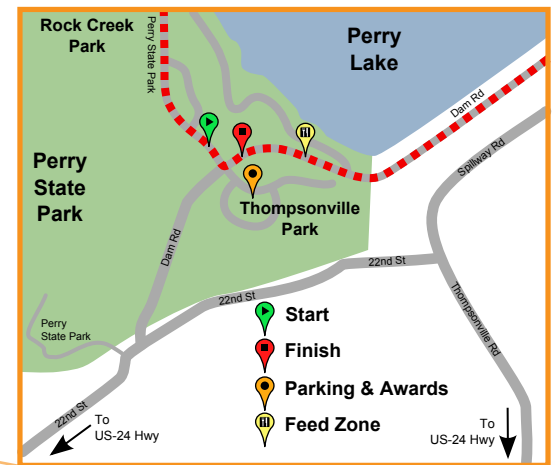 Rock Creek
Park
Perry State Park
Perry
Lake
Dam Rd
Spillway Rd
Perry
State
Park
Thompsonville
Park
Dam Rd
22nd St
22nd St
Thompsonville Rd
Perry
State Park
22nd St
Start
Finish
Parking & Awards
Feed Zone
To
US-24 Hwy
To
US-24 Hwy